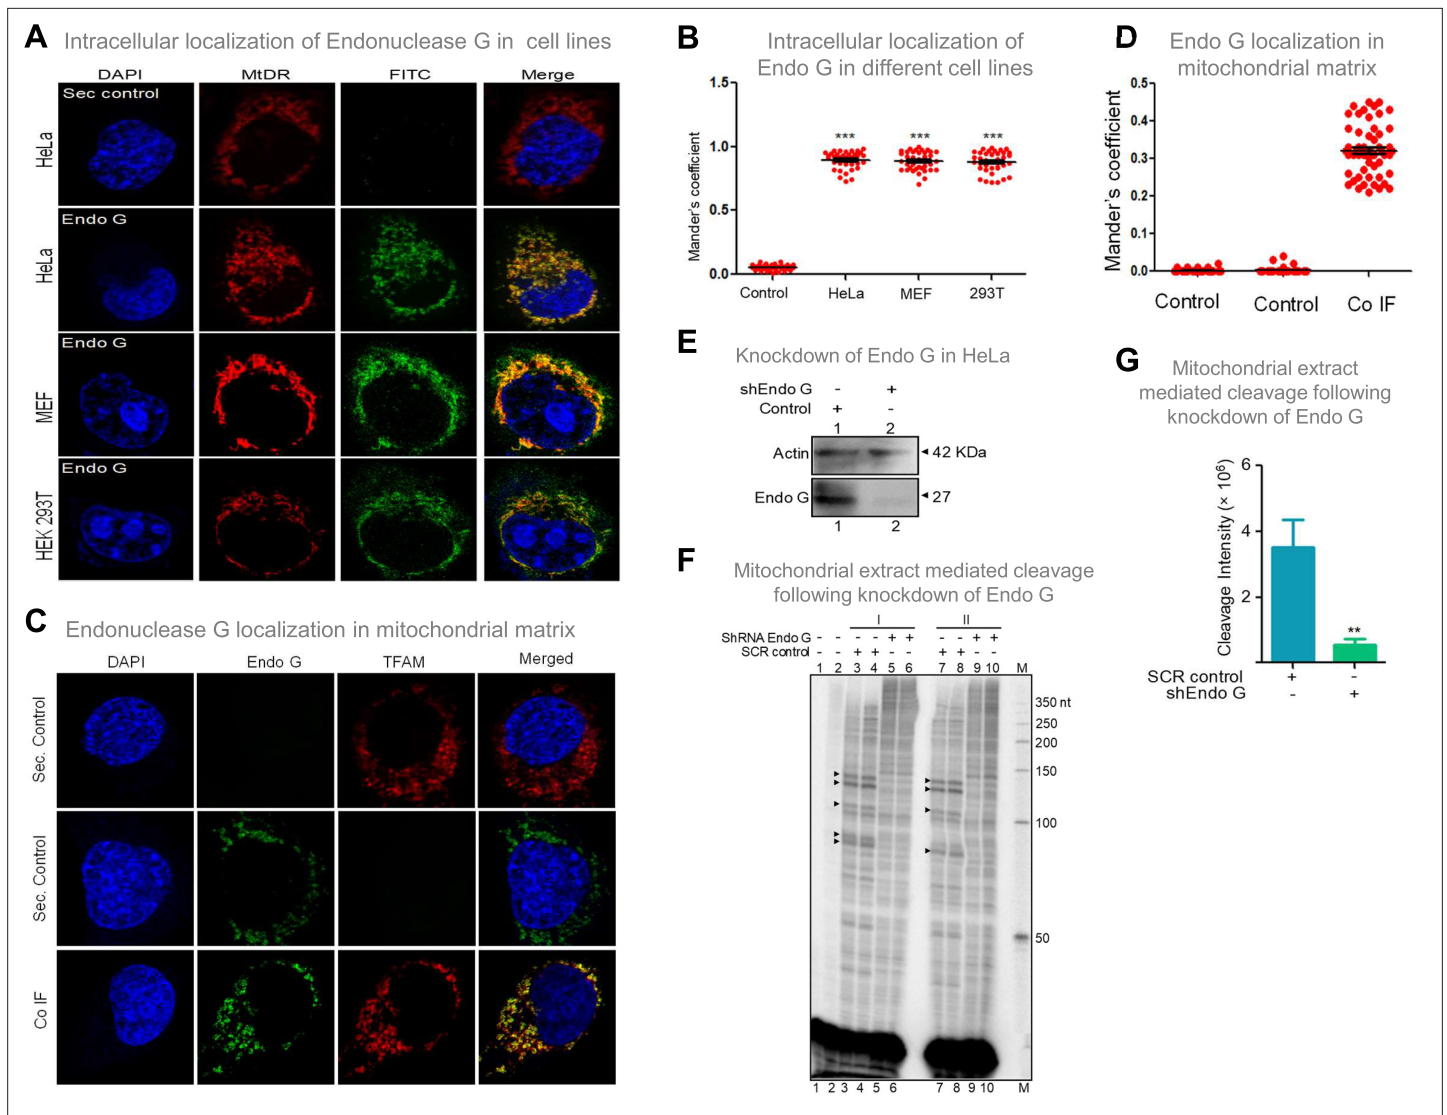 A Intracellular localization of Endonuclease G in cell lines
DAPI MtDR FITC Merge
Sec control
HeLa
Endo G
HeLa
Endo G
MEF
Endo G
HEK 293T
B Intracellular localization of
Endo G in different cell lines
Mander's coefficient
1.5
1.0
0.5
0.0
*** *** ***
Control HeLa MEF 293T
C Endonuclease G localization in mitochondrial matrix
DAPI Endo G TFAM Merged
Sec. Control
Sec. Control
Co IF
D Endo G localization in
mitochondrial matrix
Mander's coefficient
0.5
0.4
0.3
0.2
0.1
0.0
Control Control Co IF
E Knockdown of Endo G in HeLa
shEndo G - +
Control + -
1 2
Actin 42 KDa
Endo G 27
1 2
F Mitochondrial extract mediated cleavage
following knockdown of Endo G
I II
ShRNA Endo G - - - - + + - - + +
SCR control - - + + - - + + - -
1 2 3 4 5 6 7 8 9 10 M
350 nt
250
200
150
100
50
1 2 3 4 5 6 7 8 9 10 M
G Mitochondrial extract
mediated cleavage following
knockdown of Endo G
Cleavage Intensity (× 10⁶)
6
4
2
**
SCR control + -
shEndo G - +